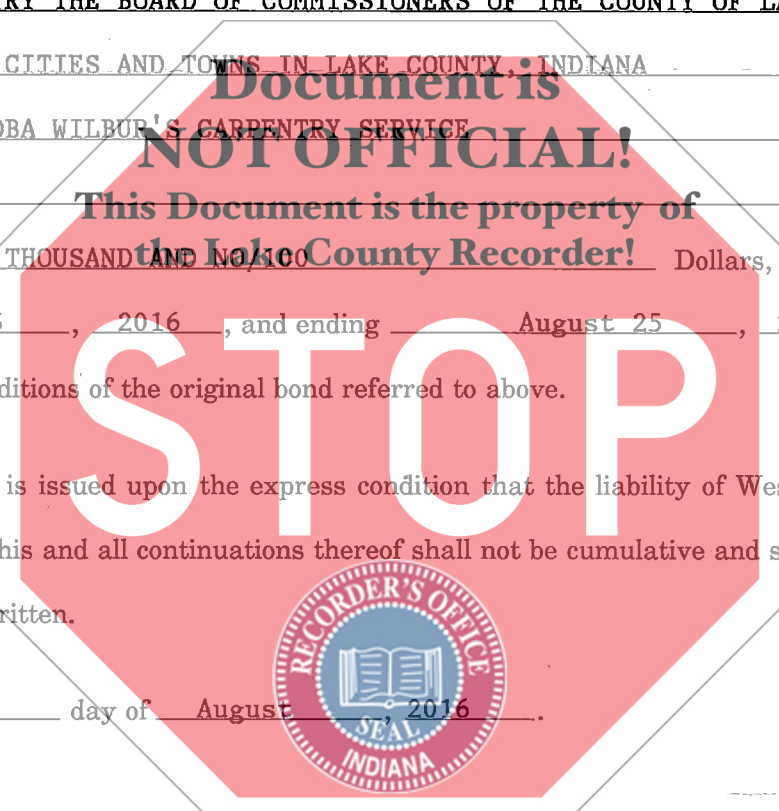 THE BOARD OF COMMISSIONERS OF THE COUNTY OF
CITIES AND TOWNS IN LAKE COUNTY, INDIANA
Document is
DBA WILBUR'S CARPENTRY SERVICE
NOT OFFICIAL!
This Document is the property of
the Lake County Recorder!
THOUSAND AND NO/100 Dollars,
, 2016 , and ending August 25 ,
ditions of the original bond referred to above.
STOP
is issued upon the express condition that the liability of Wes
his and all continuations thereof shall not be cumulative and s
ritten.
RECORDER'S OFFICE
day of August , 2016 .
SEAL
INDIANA